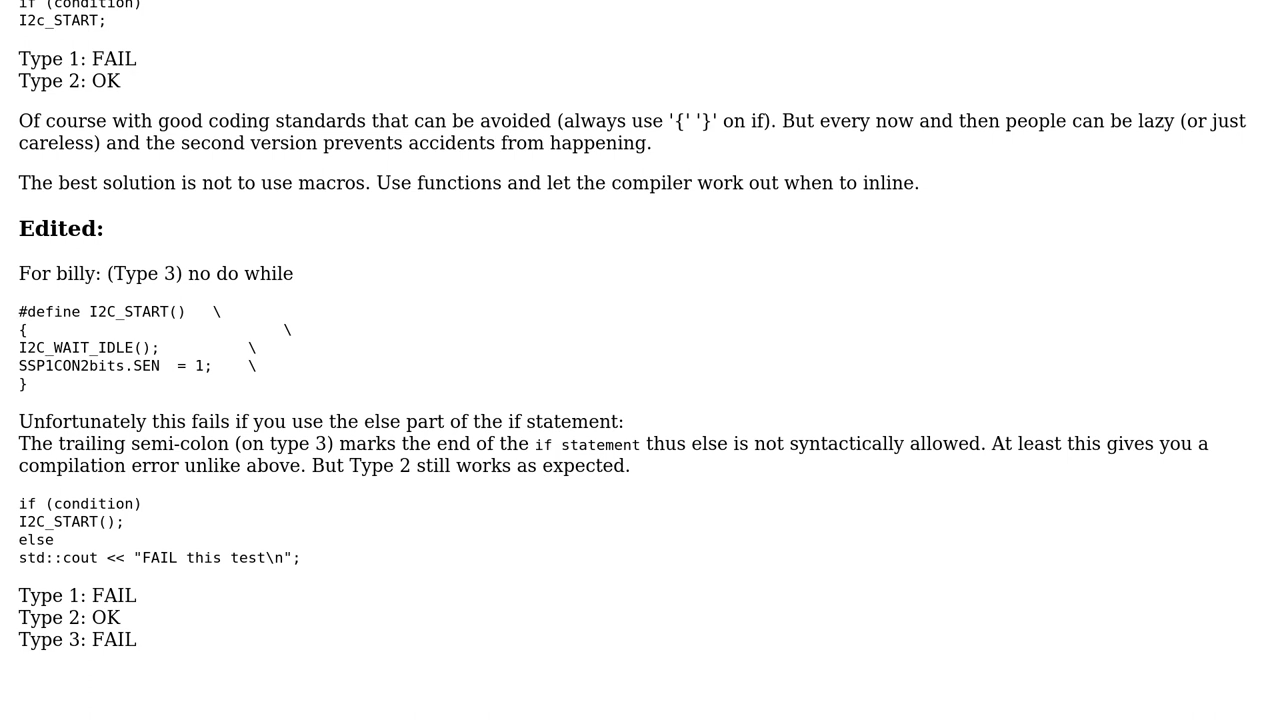 if (condition)
I2c_START;
Type 1: FAIL
Type 2: OK
Of course with good coding standards that can be avoided (always use '{' '}' on if). But every now and then people can be lazy (or just
careless) and the second version prevents accidents from happening.
The best solution is not to use macros. Use functions and let the compiler work out when to inline.
Edited:
For billy: (Type 3) no do while
#define I2C_START()   \
{                             \
I2C_WAIT_IDLE();          \
SSP1CON2bits.SEN  = 1;    \
}
Unfortunately this fails if you use the else part of the if statement:
The trailing semi-colon (on type 3) marks the end of the if statement thus else is not syntactically allowed. At least this gives you a
compilation error unlike above. But Type 2 still works as expected.
if (condition)
I2C_START();
else
std::cout << "FAIL this test\n";
Type 1: FAIL
Type 2: OK
Type 3: FAIL